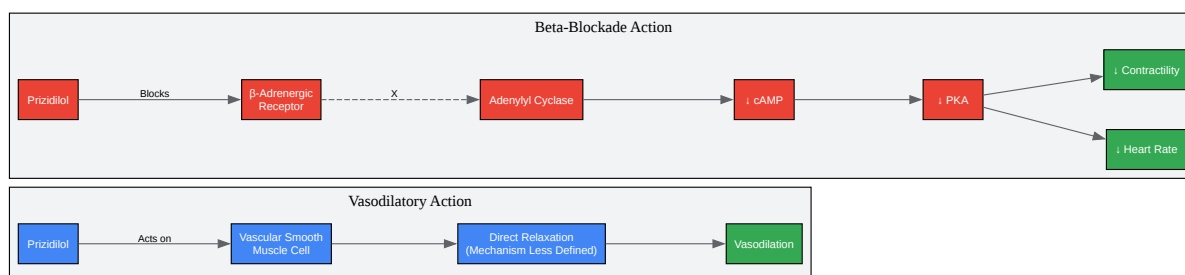 Beta-Blockade Action
Prizidilol
Blocks
β-Adrenergic
Receptor
X
Adenylyl Cyclase
↓ cAMP
↓ PKA
↓ Contractility
↓ Heart Rate
Vasodilatory Action
Prizidilol
Acts on
Vascular Smooth
Muscle Cell
Direct Relaxation
(Mechanism Less Defined)
Vasodilation